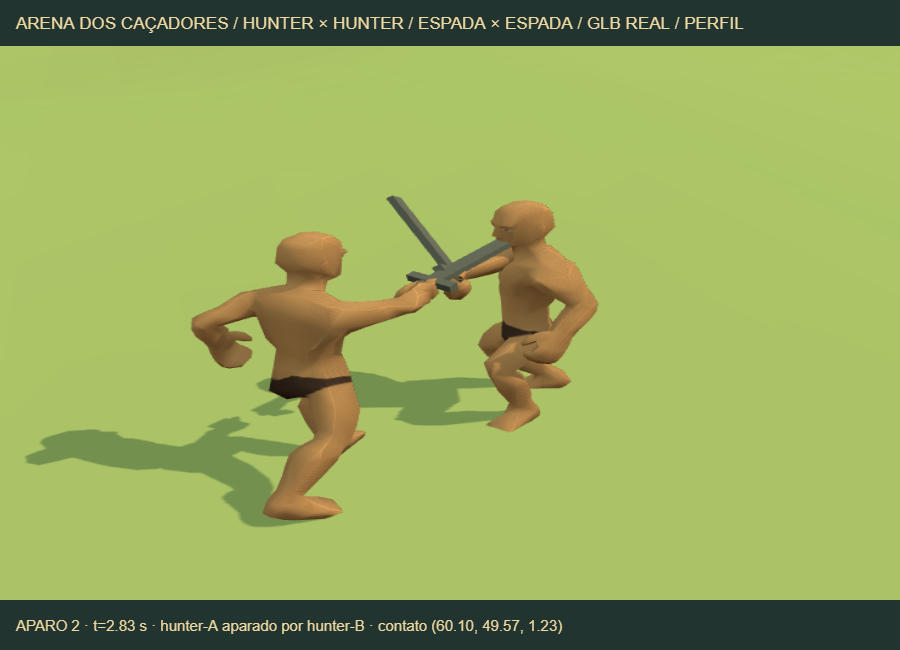 ARENA DOS CAÇADORES / HUNTER × HUNTER / ESPADA × ESPADA / GLB REAL / PERFIL
APARO 2 · t=2.83 s · hunter-A aparado por hunter-B · contato (60.10, 49.57, 1.23)